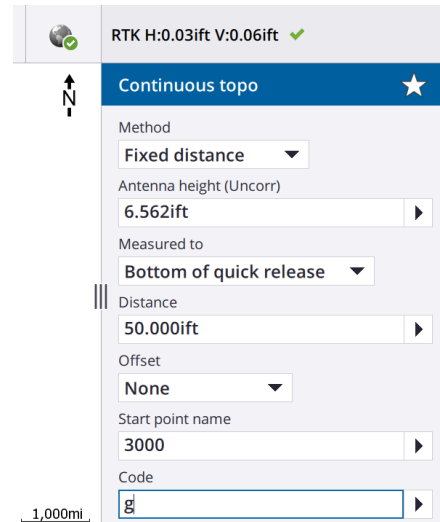 RTK H:0.03ift V:0.06ift
N
Continuous topo
Method
Fixed distance
Antenna height (Uncorr)
6.562ift
Measured to
Bottom of quick release
Distance
50.000ift
Offset
None
Start point name
3000
Code
g
1,000mi